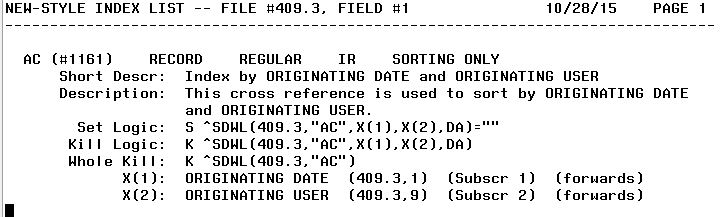 NEW-STYLE INDEX LIST -- FILE #409.3, FIELD #1 10/28/15 PAGE 1
-------------------------------------------------------------------------------
AC (#1161) RECORD REGULAR IR SORTING ONLY
Short Descr: Index by ORIGINATING DATE and ORIGINATING USER
Description: This cross reference is used to sort by ORIGINATING DATE
and ORIGINATING USER.
Set Logic: S ^SDWL(409.3,"AC",X(1),X(2),DA)=""
Kill Logic: K ^SDWL(409.3,"AC",X(1),X(2),DA)
Whole Kill: K ^SDWL(409.3,"AC")
X(1): ORIGINATING DATE (409.3,1) (Subscr 1) (forwards)
X(2): ORIGINATING USER (409.3,9) (Subscr 2) (forwards)